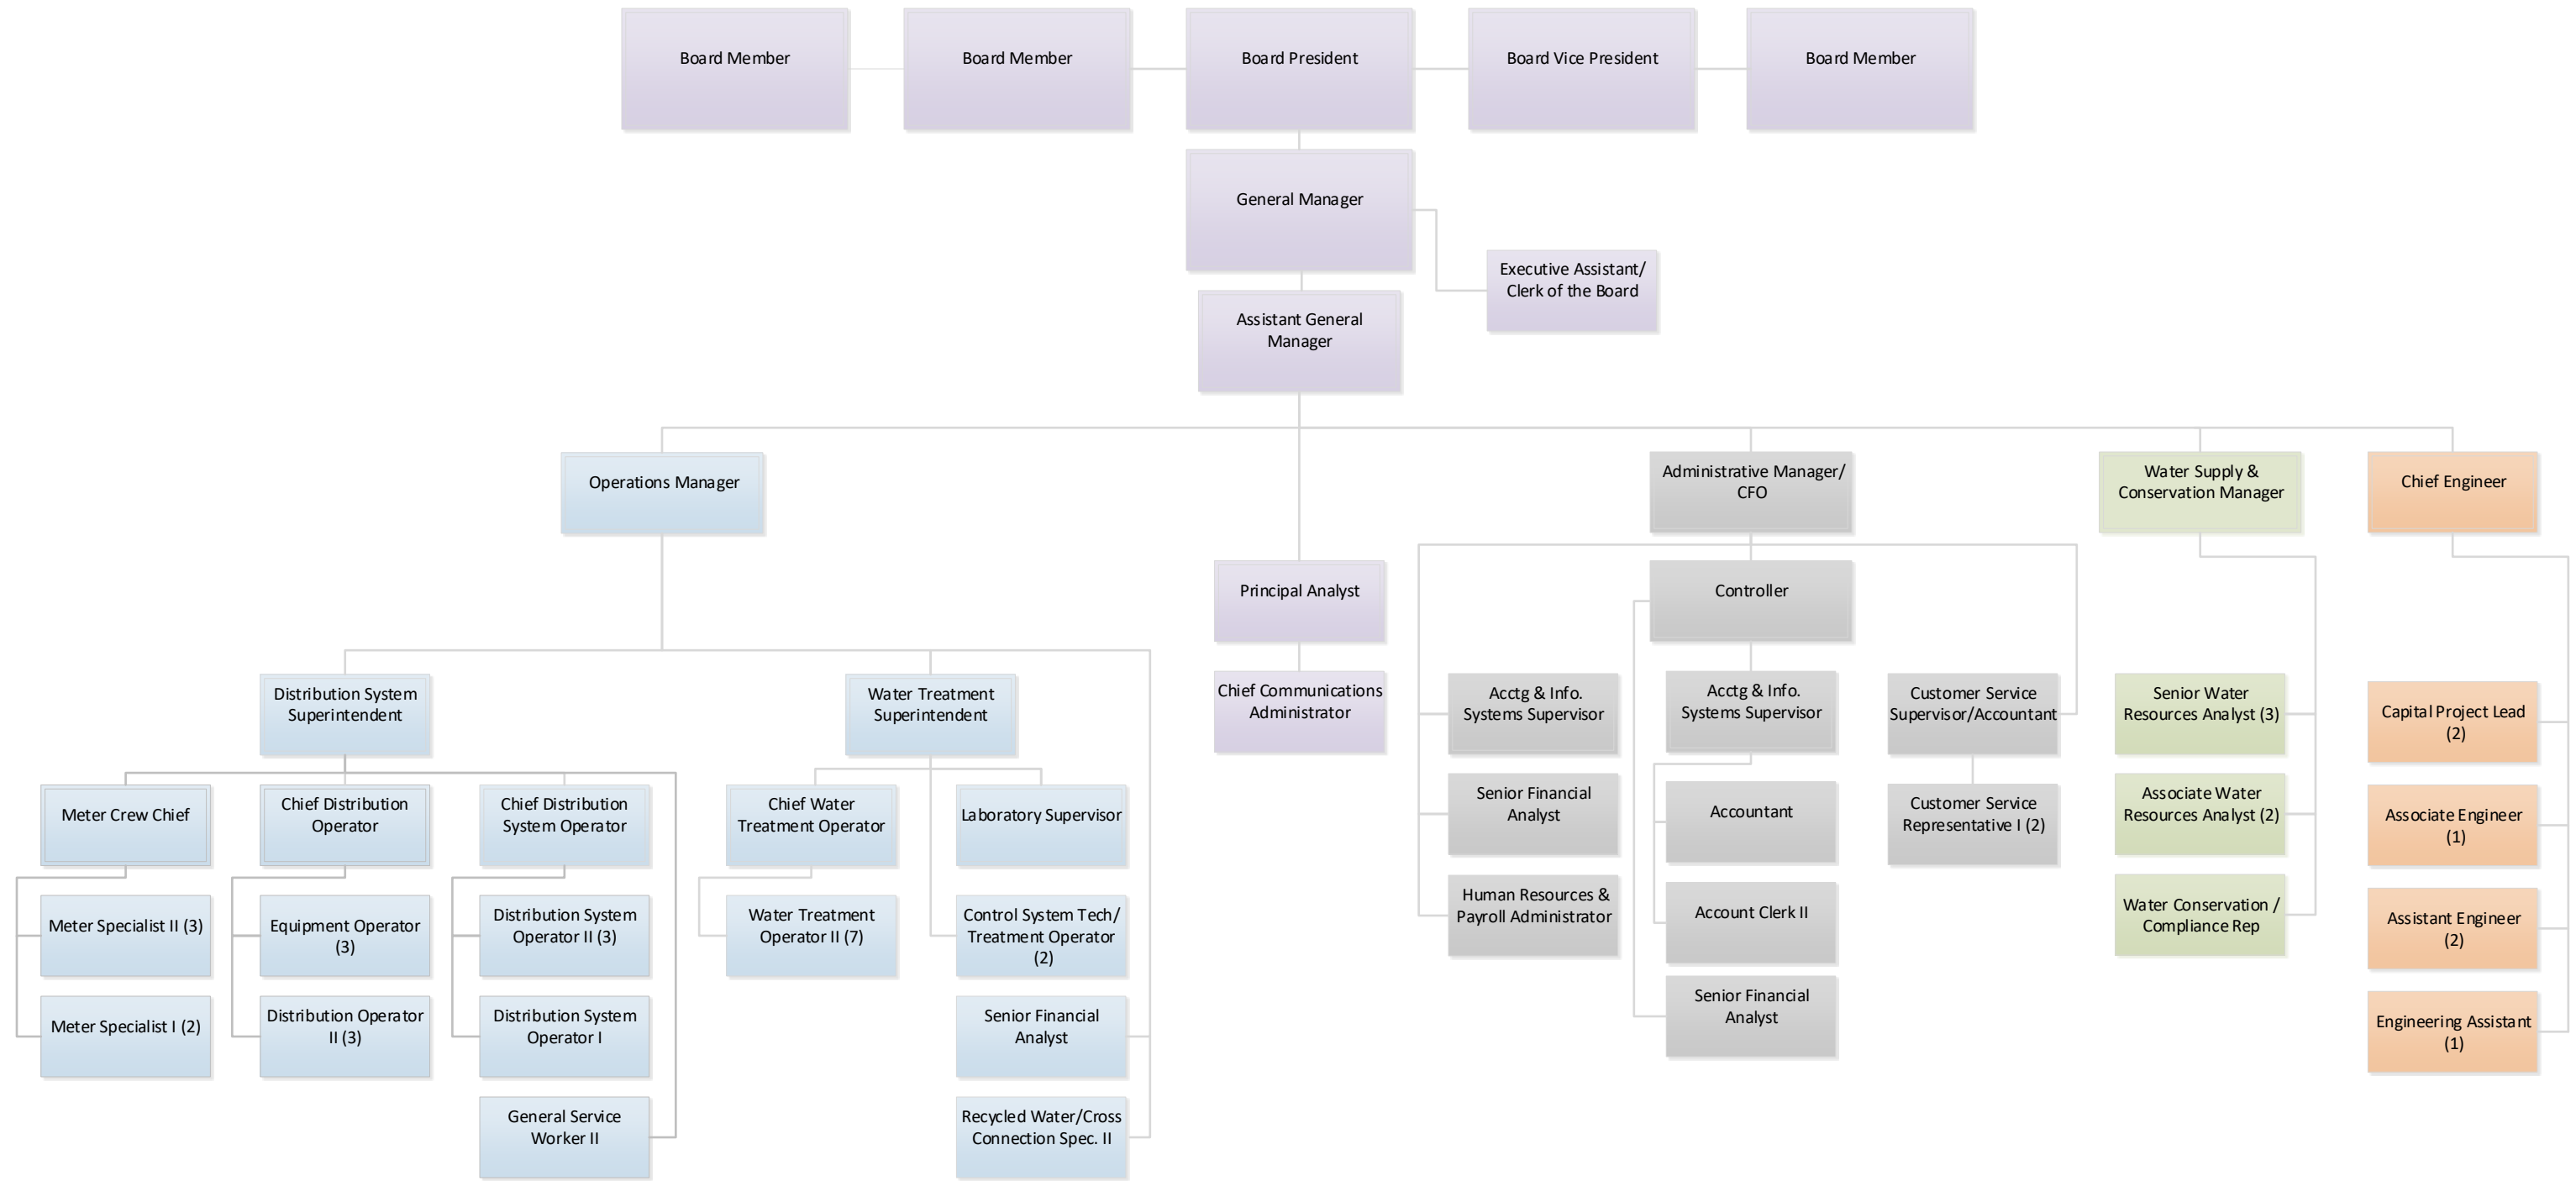 Board Member
Board Member
Board President
Board Vice President
Board Member
General Manager
Executive Assistant/
Clerk of the Board
Assistant General
Manager
Operations Manager
Administrative Manager/
CFO
Water Supply &
Conservation Manager
Chief Engineer
Principal Analyst
Controller
Distribution System
Superintendent
Water Treatment
Superintendent
Chief Communications
Administrator
Acctg & Info.
Systems Supervisor
Acctg & Info.
Systems Supervisor
Customer Service
Supervisor/Accountant
Senior Water
Resources Analyst (3)
Capital Project Lead
(2)
Meter Crew Chief
Chief Distribution
Operator
Chief Distribution
System Operator
Chief Water
Treatment Operator
Laboratory Supervisor
Senior Financial
Analyst
Accountant
Customer Service
Representative I (2)
Associate Water
Resources Analyst (2)
Associate Engineer
(1)
Meter Specialist II (3)
Equipment Operator
(3)
Distribution System
Operator II (3)
Water Treatment
Operator II (7)
Control System Tech/
Treatment Operator
(2)
Human Resources &
Payroll Administrator
Account Clerk II
Water Conservation /
Compliance Rep
Assistant Engineer
(2)
Meter Specialist I (2)
Distribution Operator
II (3)
Distribution System
Operator I
Senior Financial
Analyst
Senior Financial
Analyst
Engineering Assistant
(1)
General Service
Worker II
Recycled Water/Cross
Connection Spec. II